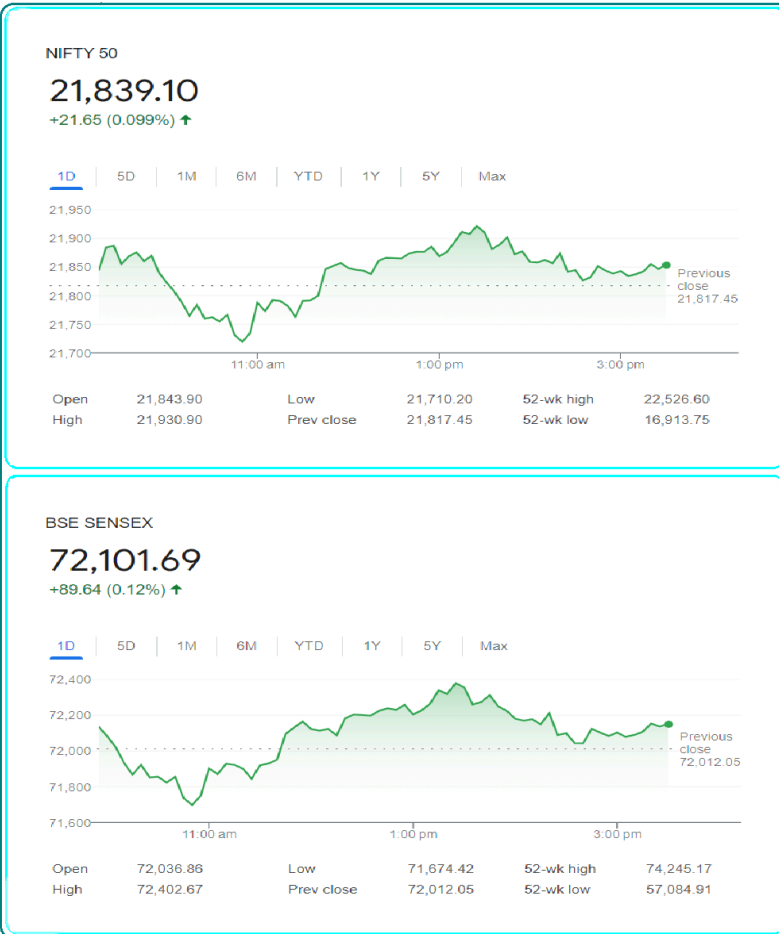 NIFTY 50
21,839.10
+21.65 (0.099%) ↑
1D 5D 1M 6M YTD 1Y 5Y Max
21,950
21,900
21,850
21,800
21,750
21,700
Previous
close
21,817.45
11:00 am 1:00 pm 3:00 pm
Open 21,843.90 Low 21,710.20 52-wk high 22,526.60
High 21,930.90 Prev close 21,817.45 52-wk low 16,913.75
BSE SENSEX
72,101.69
+89.64 (0.12%) ↑
1D 5D 1M 6M YTD 1Y 5Y Max
72,400
72,200
72,000
71,800
71,600
Previous
close
72,012.05
11:00 am 1:00 pm 3:00 pm
Open 72,036.86 Low 71,674.42 52-wk high 74,245.17
High 72,402.67 Prev close 72,012.05 52-wk low 57,084.91